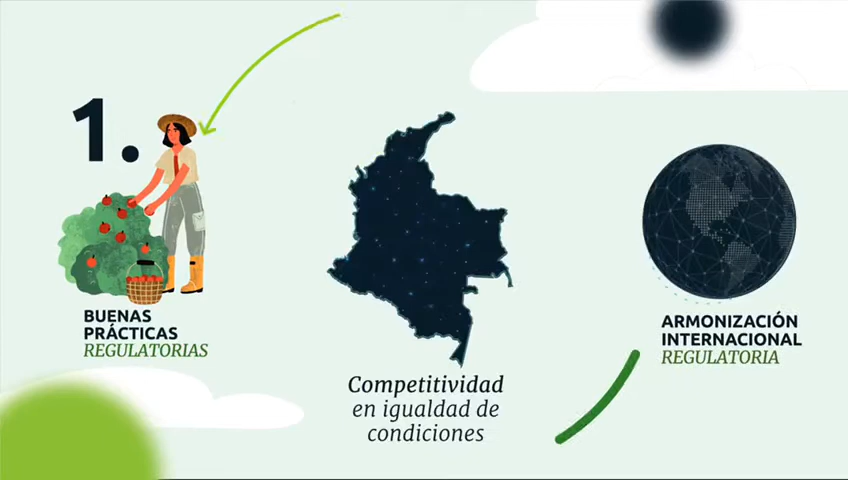 1.
BUENAS
PRÁCTICAS
REGULATORIAS
Competitividad
en igualdad de
condiciones
ARMONIZACIÓN
INTERNACIONAL
REGULATORIA